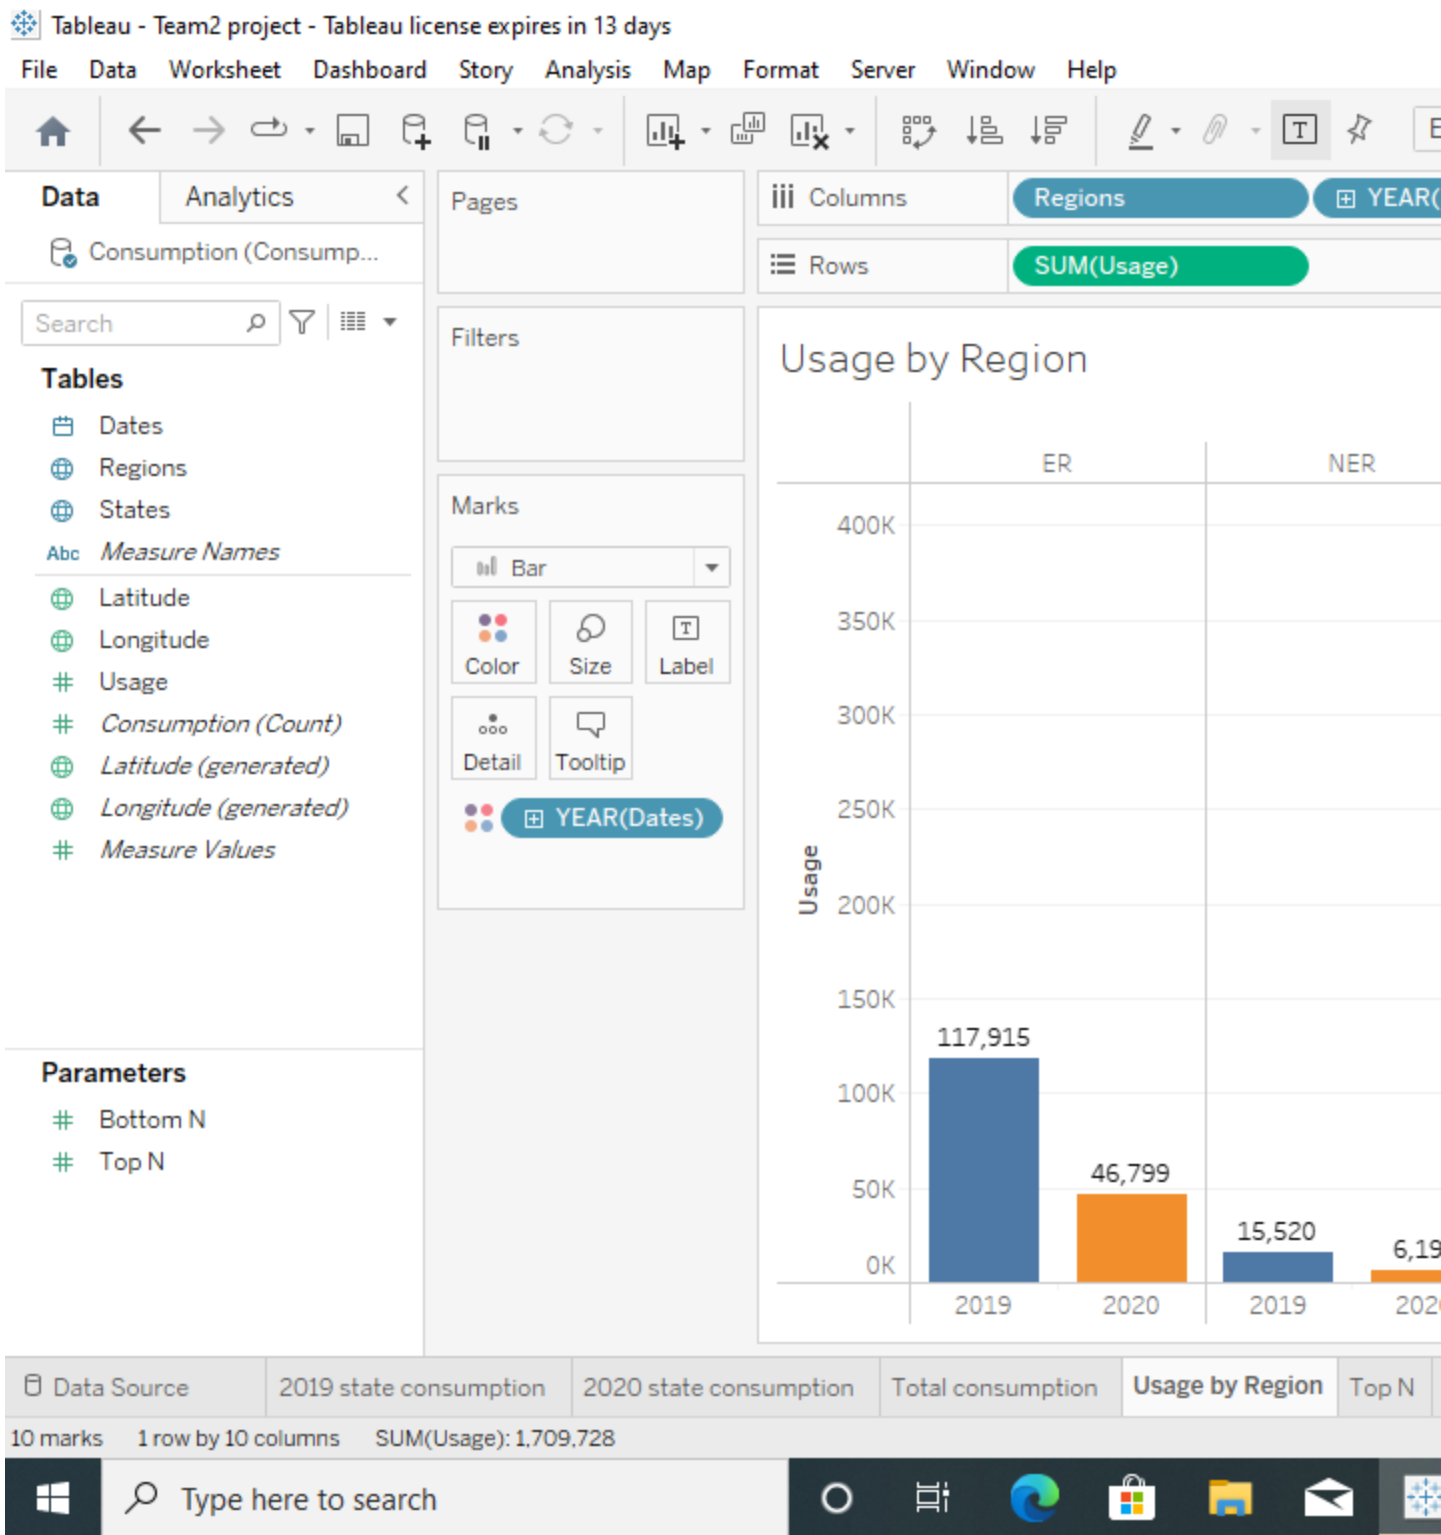 Tableau - Team2 project - Tableau license expires in 13 days
File Data Worksheet Dashboard Story Analysis Map Format Server Window Help
Data Analytics
Consumption (Consump...
Search
Tables
Dates
Regions
States
Abc Measure Names
Latitude
Longitude
# Usage
# Consumption (Count)
Latitude (generated)
Longitude (generated)
# Measure Values
Parameters
# Bottom N
# Top N
Pages
Filters
Marks
Bar
Color Size Label
Detail Tooltip
YEAR(Dates)
Columns Regions YEAR(
Rows SUM(Usage)
Usage by Region
ER NER
400K
350K
300K
250K
200K
150K
100K
50K
0K
Usage
117,915
46,799
15,520
6,19
2019 2020 2019 202
Data Source 2019 state consumption 2020 state consumption Total consumption Usage by Region Top N
10 marks 1 row by 10 columns SUM(Usage): 1,709,728
Type here to search